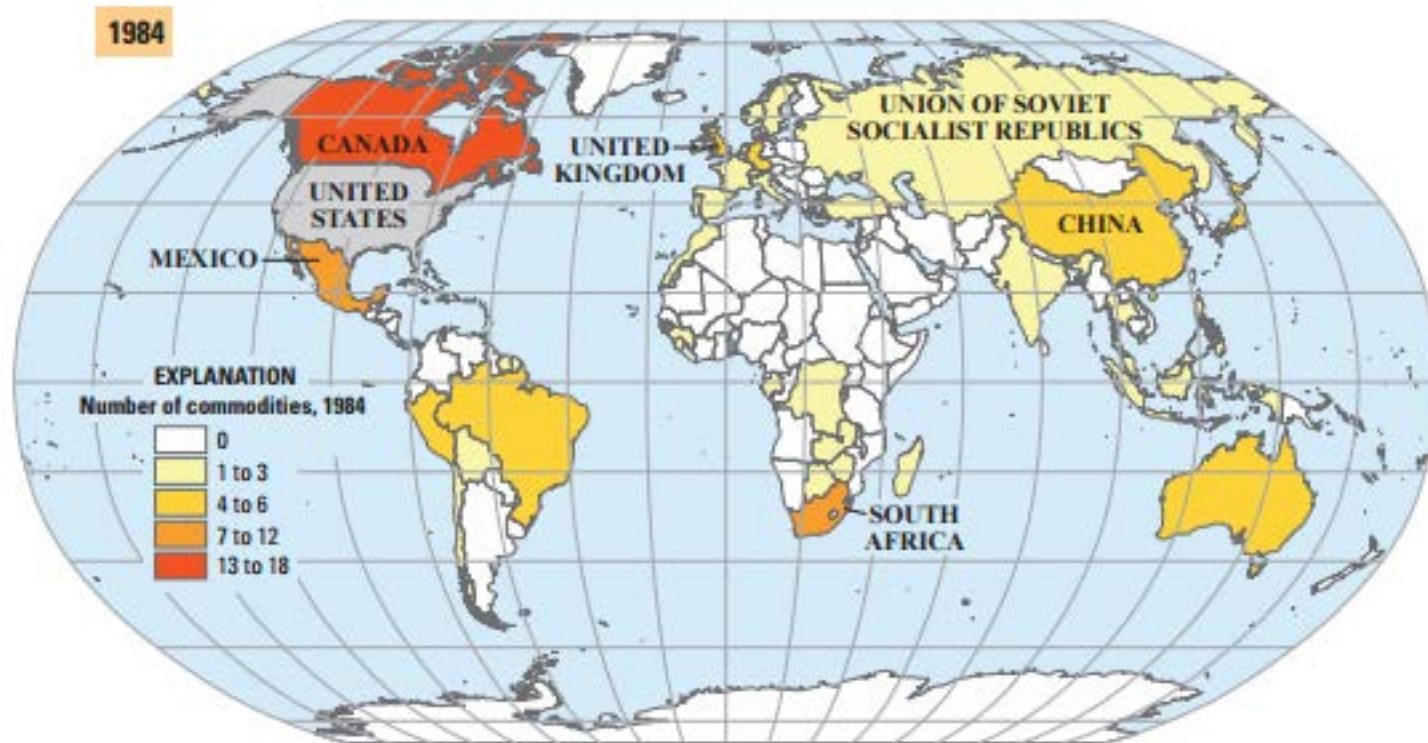 1984
CANADA
UNITED
STATES
MEXICO
UNITED
KINGDOM
UNION OF SOVIET
SOCIALIST REPUBLICS
CHINA
SOUTH
AFRICA
EXPLANATION
Number of commodities, 1984
0
1 to 3
4 to 6
7 to 12
13 to 18